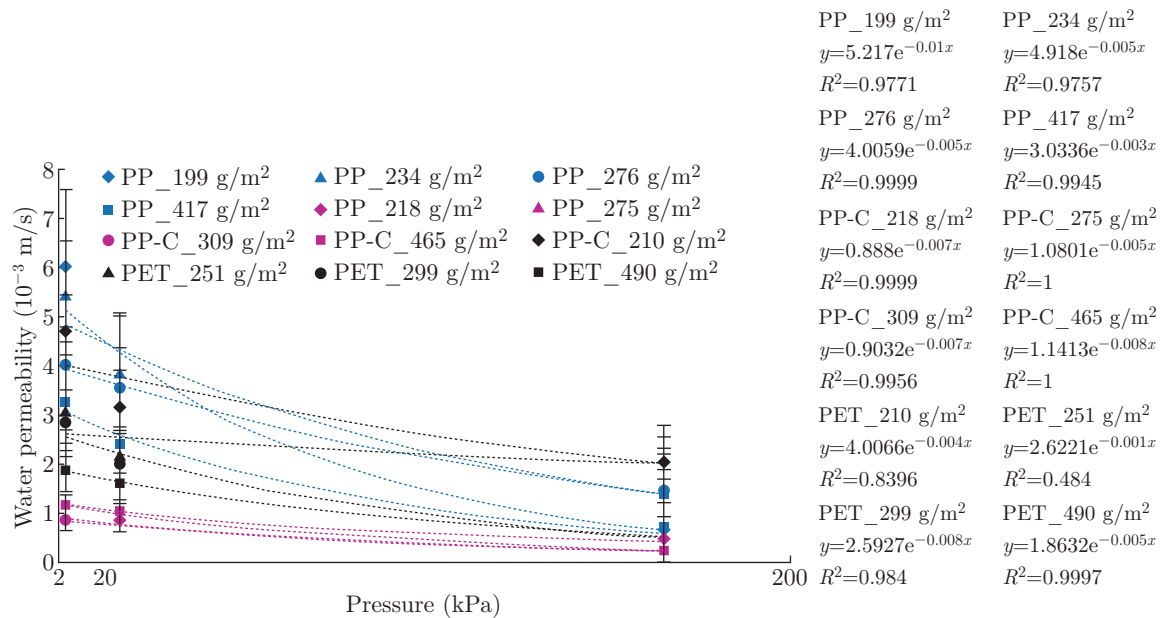 PP_199 g/m² PP_234 g/m²
y=5.217e^−0.01x y=4.918e^−0.005x
R²=0.9771 R²=0.9757
PP_276 g/m² PP_417 g/m²
y=4.0059e^−0.005x y=3.0336e^−0.003x
R²=0.9999 R²=0.9945
PP-C_218 g/m² PP-C_275 g/m²
y=0.888e^−0.007x y=1.0801e^−0.005x
R²=0.9999 R²=1
PP-C_309 g/m² PP-C_465 g/m²
y=0.9032e^−0.007x y=1.1413e^−0.008x
R²=0.9956 R²=1
PET_210 g/m² PET_251 g/m²
y=4.0066e^−0.004x y=2.6221e^−0.001x
R²=0.8396 R²=0.484
PET_299 g/m² PET_490 g/m²
y=2.5927e^−0.008x y=1.8632e^−0.005x
R²=0.984 R²=0.9997
PP_199 g/m² PP_234 g/m² PP_276 g/m²
PP_417 g/m² PP_218 g/m² PP_275 g/m²
PP-C_309 g/m² PP-C_465 g/m² PP-C_210 g/m²
PET_251 g/m² PET_299 g/m² PET_490 g/m²
Water permeability (10⁻³ m/s)
8
7
6
5
4
3
2
1
0
2 20 200
Pressure (kPa)